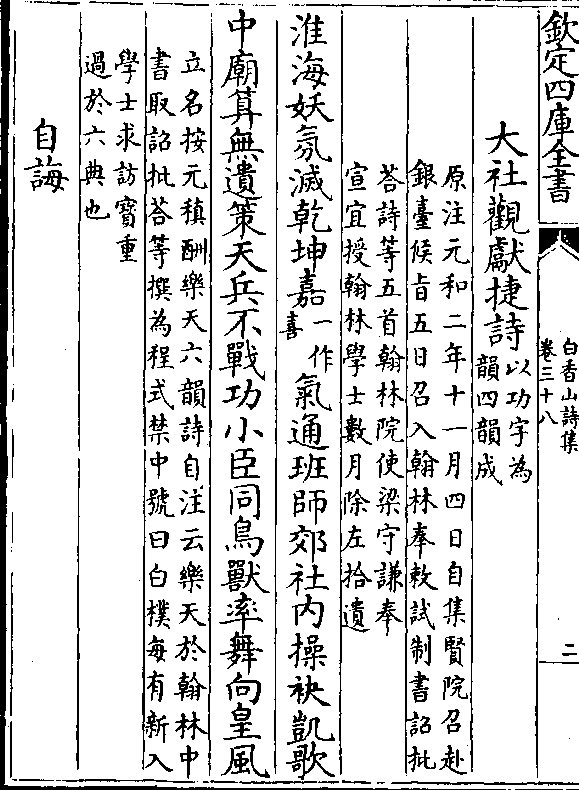 欽定四庫全書
白香山詩集
卷三十八
二
大社觀獻捷詩以功字為
韻四韻成
原注元和二年十一月四日自集賢院召赴
銀臺候旨五日召入翰林奉敕試制書詔批
荅詩等五首翰林院使梁守謙奉
宣宜授翰林學士數月除左拾遺
淮海妖氛滅乾坤嘉一作
喜氣通班師郊社内操袂凱歌
中廟算無遺策天兵不戰功小臣同鳥獸率舞向皇風
立名按元稹酬樂天六韻詩自注云樂天於翰林中
書取詔批荅等撰為程式禁中號曰白樸毎有新入
學士求訪寳重
過於六典也
自誨